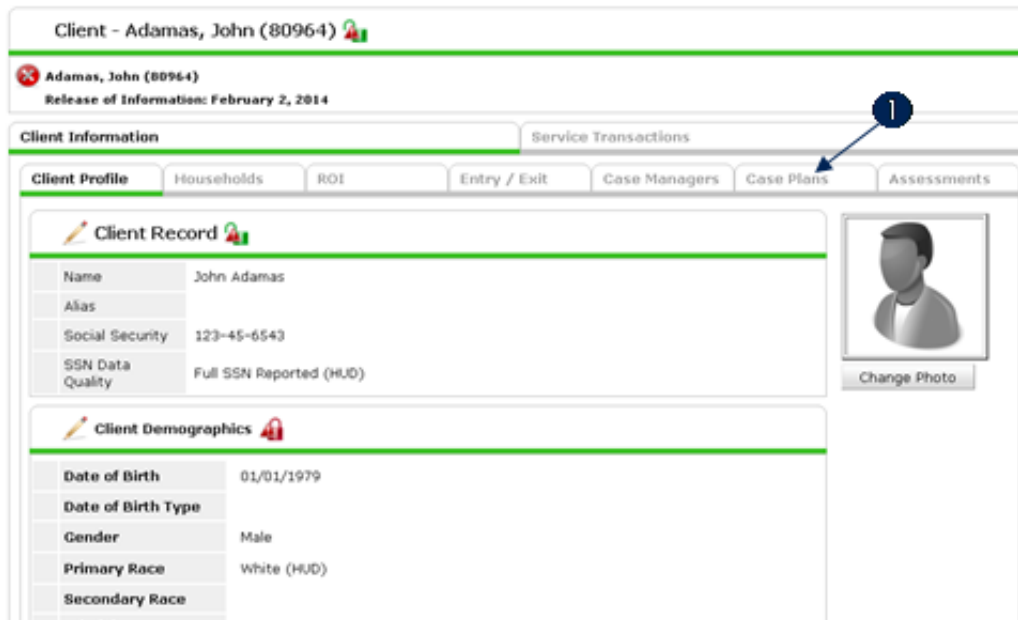 Client - Adamas, John (80964)
Adamas, John (80964)
Release of Information: February 2, 2014
1
Client Information Service Transactions
Client Profile Households ROI Entry / Exit Case Managers Case Plans Assessments
Client Record
Name John Adamas
Alias
Social Security 123-45-6543
SSN Data Quality Full SSN Reported (HUD)
Change Photo
Client Demographics
Date of Birth 01/01/1979
Date of Birth Type
Gender Male
Primary Race White (HUD)
Secondary Race